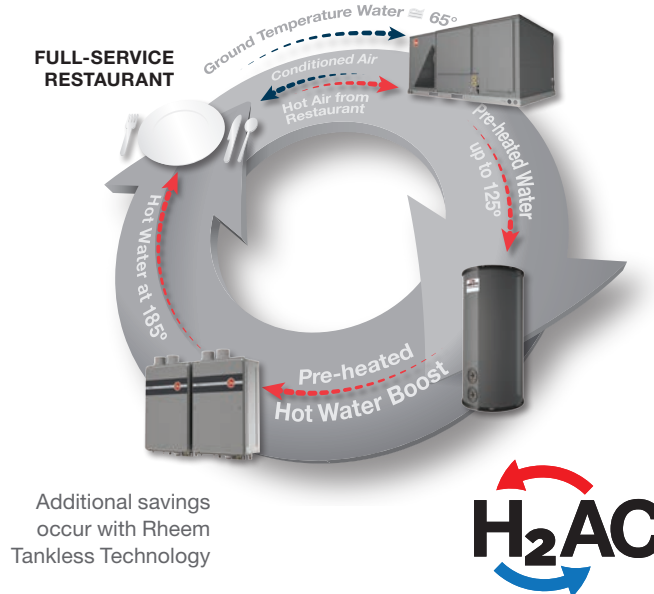 Ground Temperature Water ≅ 65°
FULL-SERVICE
RESTAURANT
Conditioned Air
Hot Air from
Restaurant
Pre-heated Water
up to 125°
Hot Water at 185°
Pre-heated
Hot Water Boost
Additional savings
occur with Rheem
Tankless Technology
H2AC